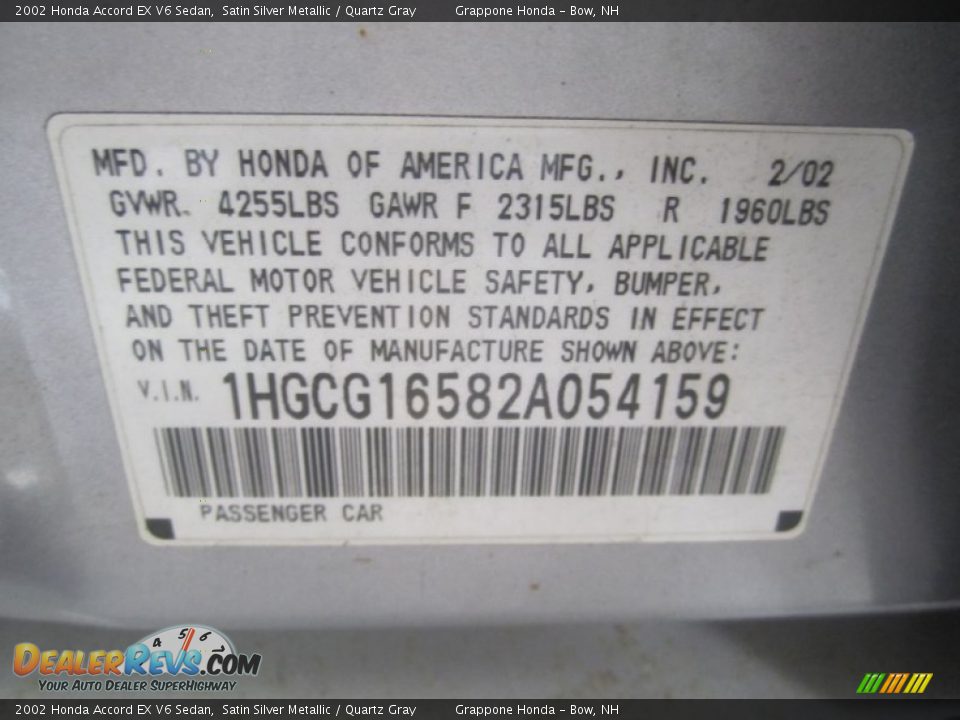 2002 Honda Accord EX V6 Sedan, Satin Silver Metallic / Quartz Gray Grappone Honda - Bow, NH
MFD. BY HONDA OF AMERICA MFG., INC. 2/02
GVWR. 4255LBS GAWR F 2315LBS R 1960LBS
THIS VEHICLE CONFORMS TO ALL APPLICABLE
FEDERAL MOTOR VEHICLE SAFETY, BUMPER,
AND THEFT PREVENTION STANDARDS IN EFFECT
ON THE DATE OF MANUFACTURE SHOWN ABOVE:
V.I.N. 1HGCG16582A054159
PASSENGER CAR
4 5 6 7
DEALERREVS.COM
YOUR AUTO DEALER SUPERHIGHWAY
2002 Honda Accord EX V6 Sedan, Satin Silver Metallic / Quartz Gray Grappone Honda - Bow, NH